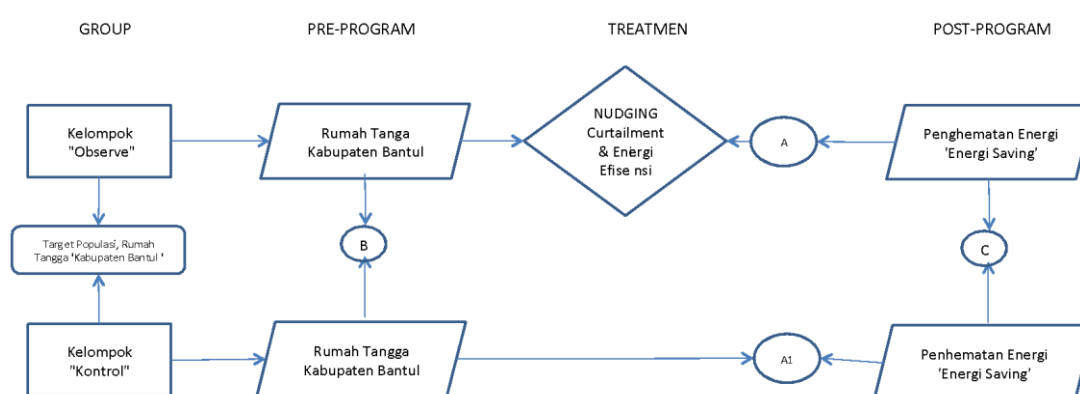 GROUP
PRE-PROGRAM
TREATMEN
POST-PROGRAM
Kelompok
"Observe"
Rumah Tanga
Kabupaten Bantul
NUDGING
Curtailment
& Energi
Efise nsi
A
Penghematan Energi
'Energi Saving'
Target Populasi, Rumah
Tangga 'Kabupaten Bantul '
B
C
Kelompok
"Kontrol"
Rumah Tangga
Kabupaten Bantul
A1
Penhematan Energi
'Energi Saving'